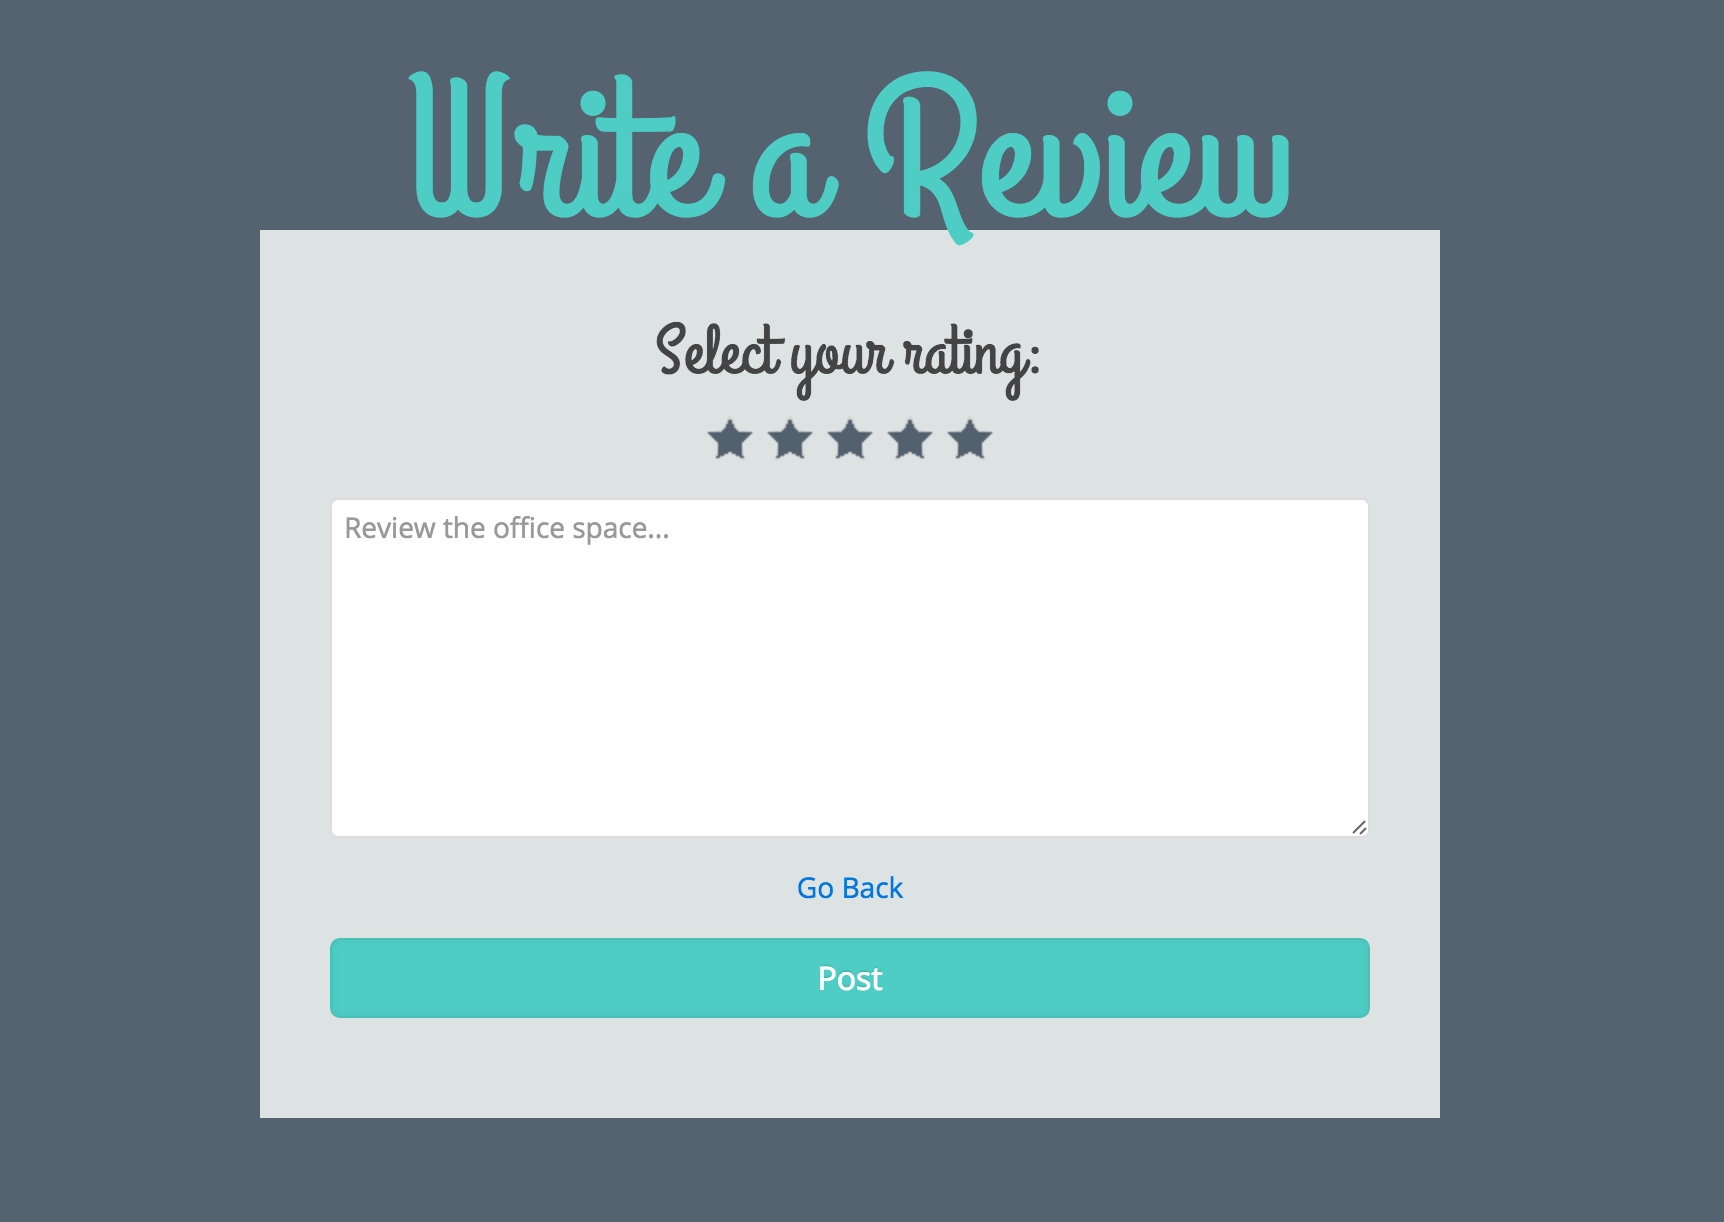 Write a Review
Select your rating:
Review the office space...
Go Back
Post